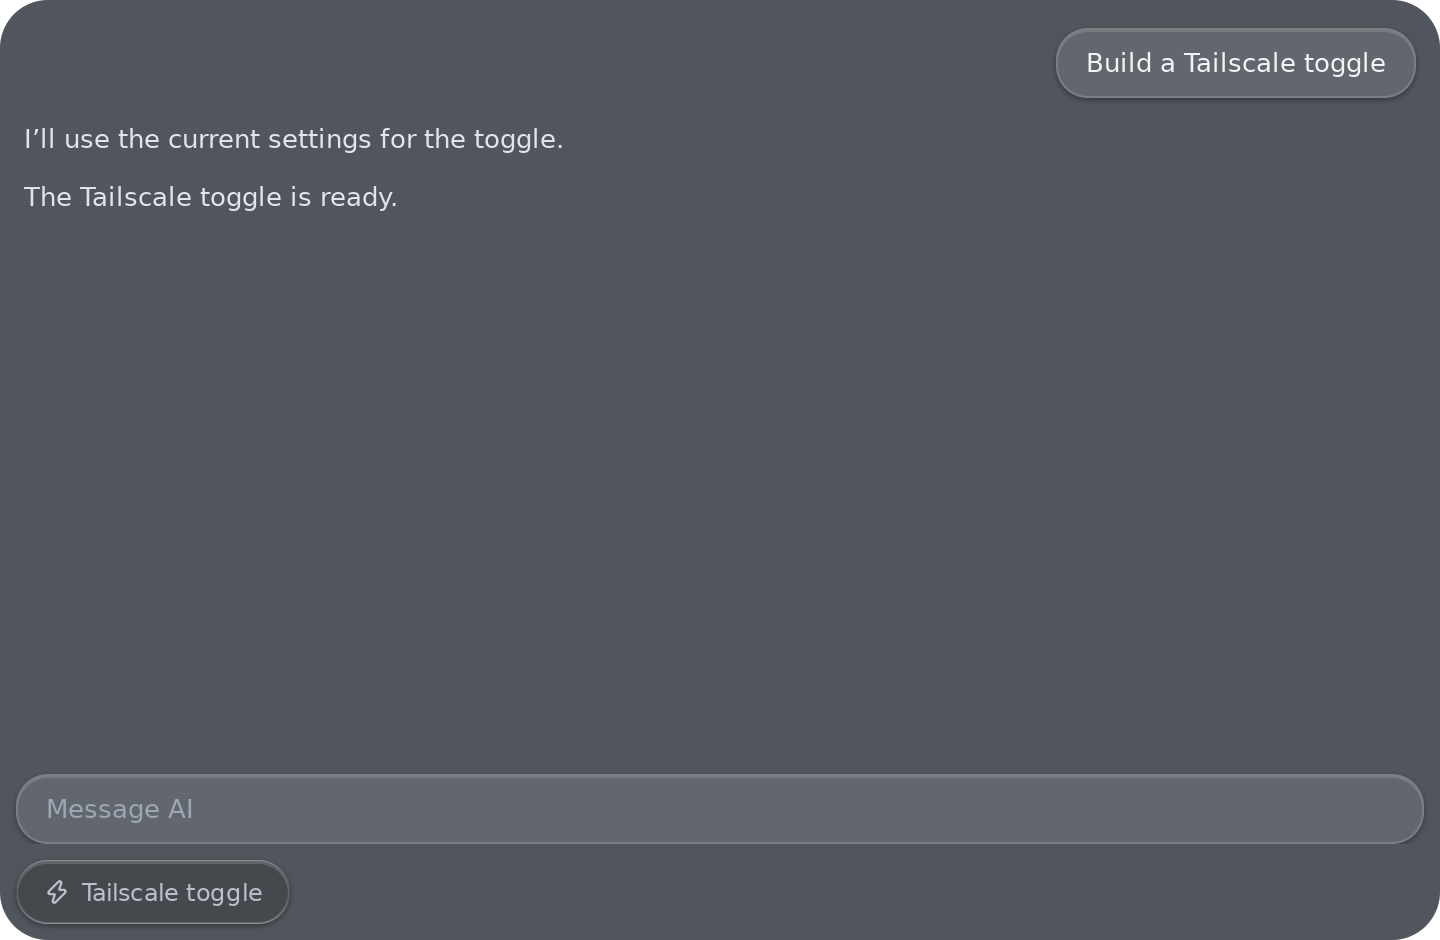 Build a Tailscale toggle
I’ll use the current settings for the toggle.
The Tailscale toggle is ready.
Message AI
Tailscale toggle